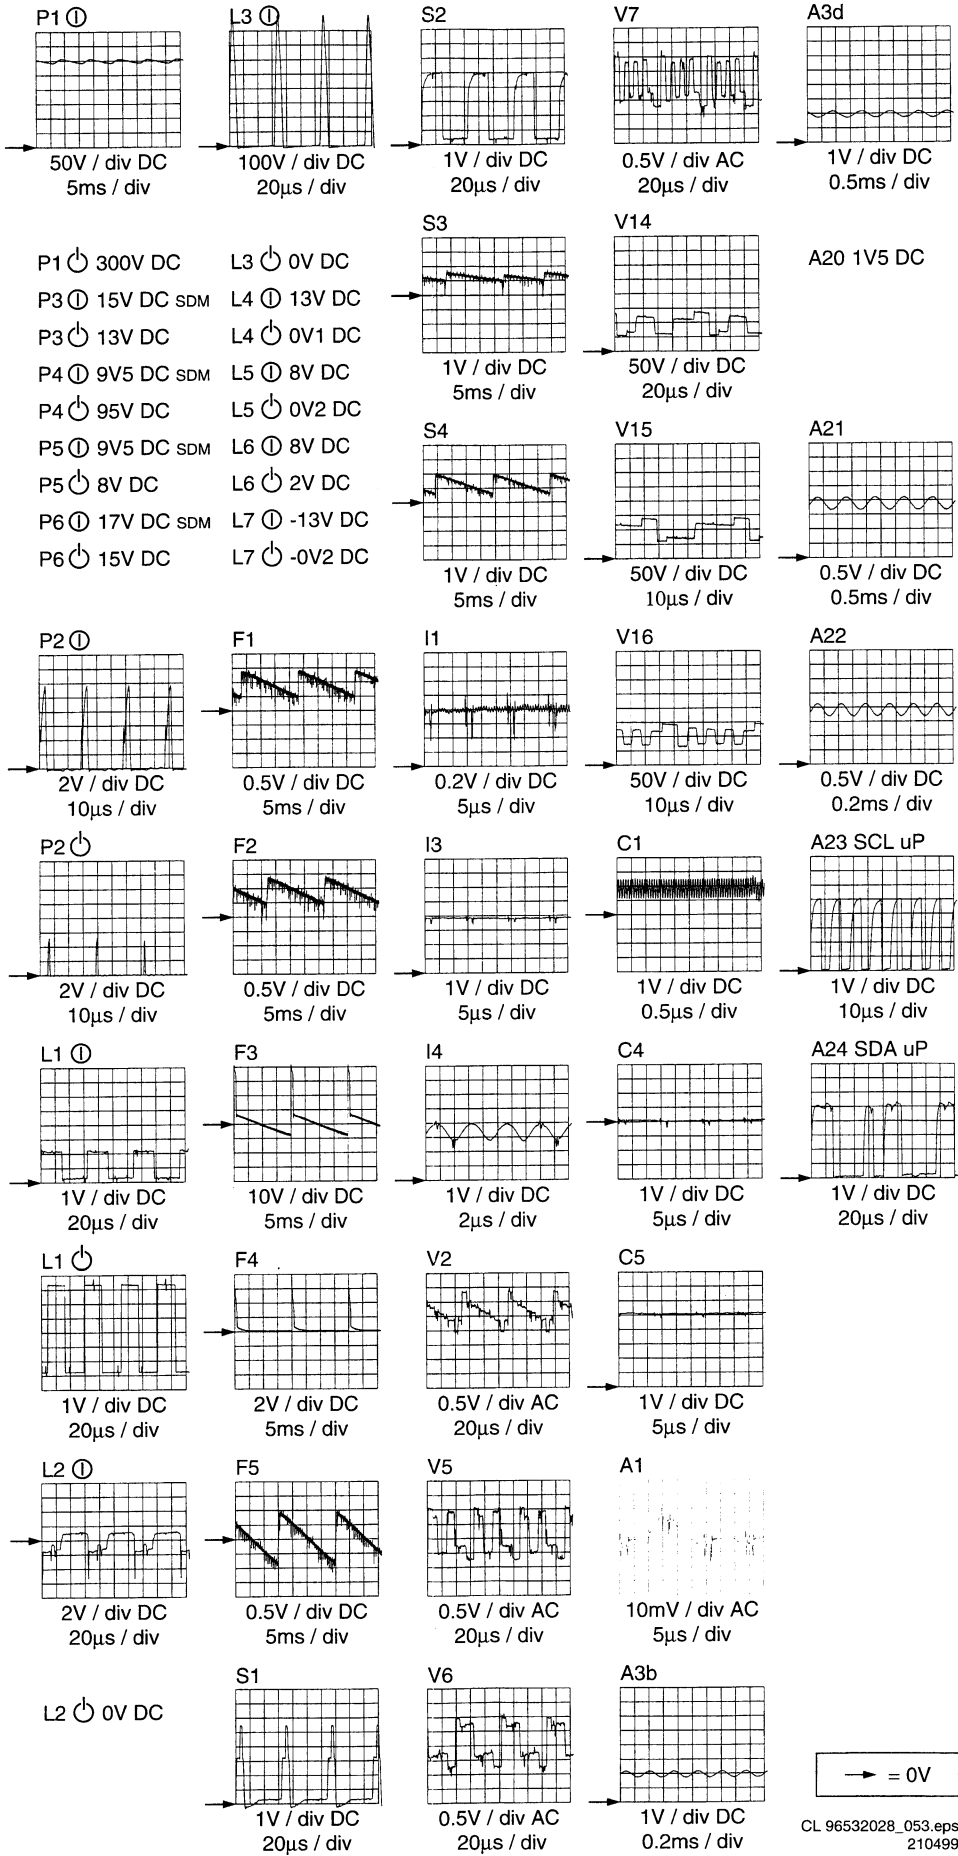 P1 ⏼
50V / div DC
5ms / div
L3 ⏼
100V / div DC
20µs / div
S2
1V / div DC
20µs / div
V7
0.5V / div AC
20µs / div
A3d
1V / div DC
0.5ms / div
P1 ⏻ 300V DC
P3 ⏼ 15V DC SDM
P3 ⏻ 13V DC
P4 ⏼ 9V5 DC SDM
P4 ⏻ 95V DC
P5 ⏼ 9V5 DC SDM
P5 ⏻ 8V DC
P6 ⏼ 17V DC SDM
P6 ⏻ 15V DC
L3 ⏻ 0V DC
L4 ⏼ 13V DC
L4 ⏻ 0V1 DC
L5 ⏼ 8V DC
L5 ⏻ 0V2 DC
L6 ⏼ 8V DC
L6 ⏻ 2V DC
L7 ⏼ -13V DC
L7 ⏻ -0V2 DC
S3
1V / div DC
5ms / div
V14
50V / div DC
20µs / div
A20 1V5 DC
S4
1V / div DC
5ms / div
V15
50V / div DC
10µs / div
A21
0.5V / div DC
0.5ms / div
P2 ⏼
2V / div DC
10µs / div
F1
0.5V / div DC
5ms / div
I1
0.2V / div DC
5µs / div
V16
50V / div DC
10µs / div
A22
0.5V / div DC
0.2ms / div
P2 ⏻
2V / div DC
10µs / div
F2
0.5V / div DC
5ms / div
I3
1V / div DC
5µs / div
C1
1V / div DC
0.5µs / div
A23 SCL uP
1V / div DC
10µs / div
L1 ⏼
1V / div DC
20µs / div
F3
10V / div DC
5ms / div
I4
1V / div DC
2µs / div
C4
1V / div DC
5µs / div
A24 SDA uP
1V / div DC
20µs / div
L1 ⏻
1V / div DC
20µs / div
F4
2V / div DC
5ms / div
V2
0.5V / div AC
20µs / div
C5
1V / div DC
5µs / div
L2 ⏼
2V / div DC
20µs / div
F5
0.5V / div DC
5ms / div
V5
0.5V / div AC
20µs / div
A1
10mV / div AC
5µs / div
L2 ⏻ 0V DC
S1
1V / div DC
20µs / div
V6
0.5V / div AC
20µs / div
A3b
1V / div DC
0.2ms / div
→ = 0V
CL 96532028_053.eps
210499